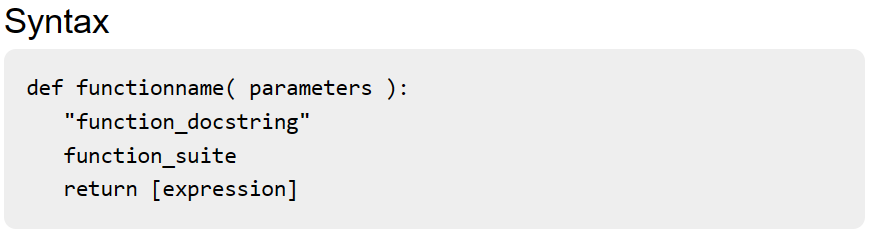 Syntax
def functionname( parameters ):
   "function_docstring"
   function_suite
   return [expression]